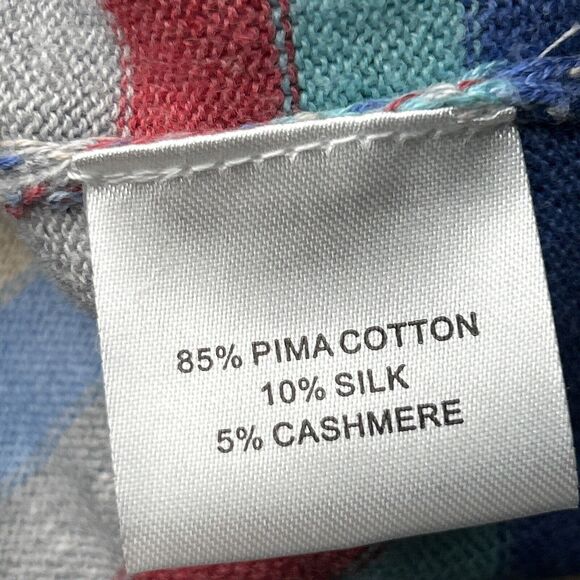 85% PIMA COTTON
10% SILK
5% CASHMERE